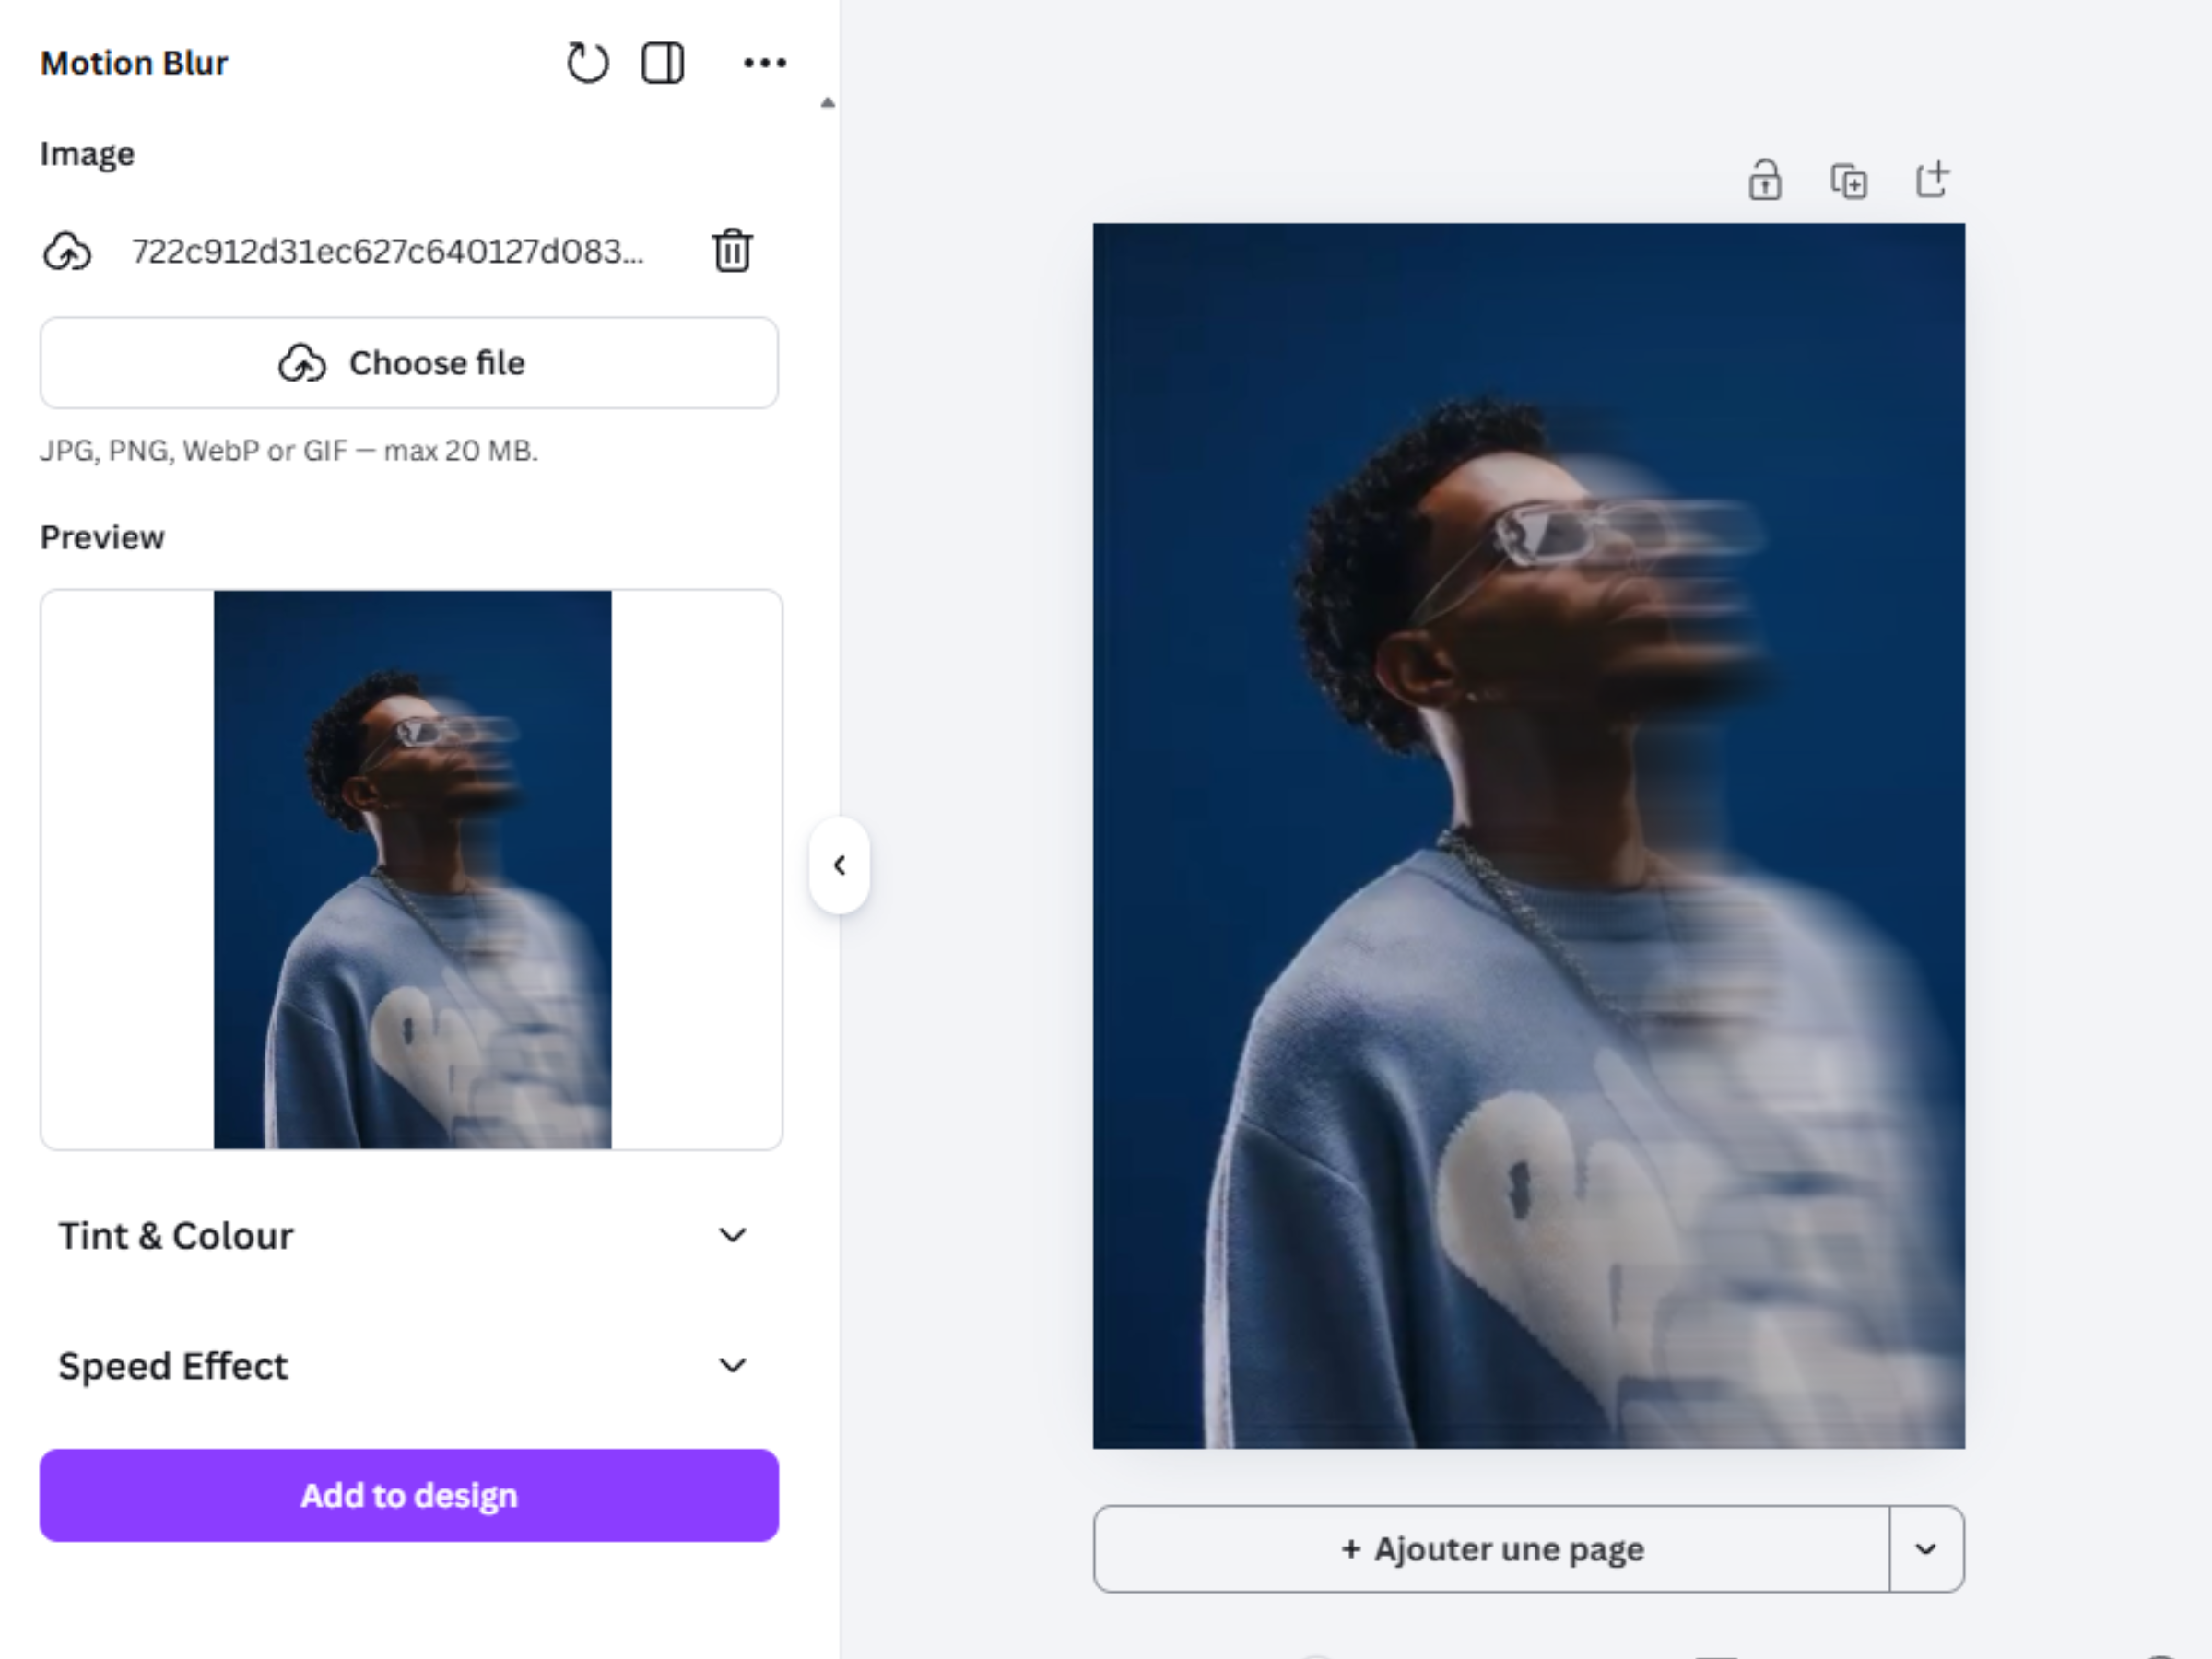 Motion Blur
Image
722c912d31ec627c640127d083...
Choose file
JPG, PNG, WebP or GIF — max 20 MB.
Preview
Tint & Colour
Speed Effect
Add to design
+ Ajouter une page